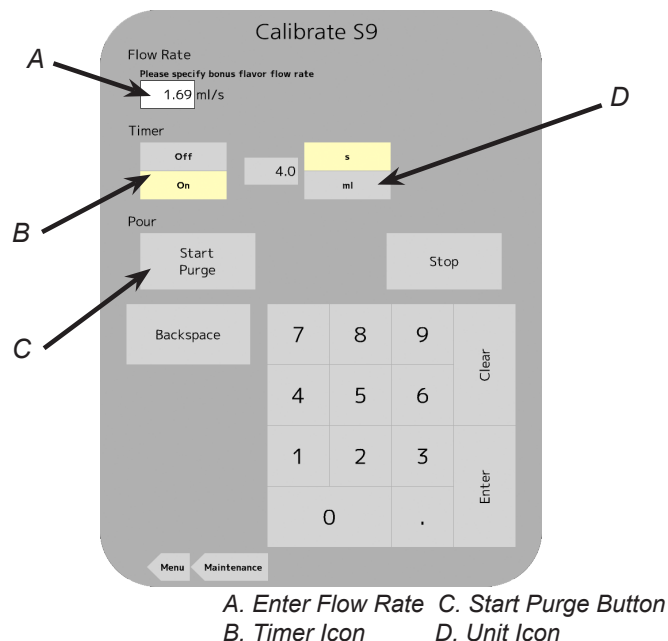 Calibrate S9
Flow Rate
A
Please specify bonus flavor flow rate
1.69 ml/s
D
Timer
Off
s
4.0
On
ml
B
Pour
Start
Purge
Stop
C
Backspace
7 8 9
Clear
4 5 6
1 2 3
Enter
0 .
Menu Maintenance
A. Enter Flow Rate C. Start Purge Button
B. Timer Icon D. Unit Icon